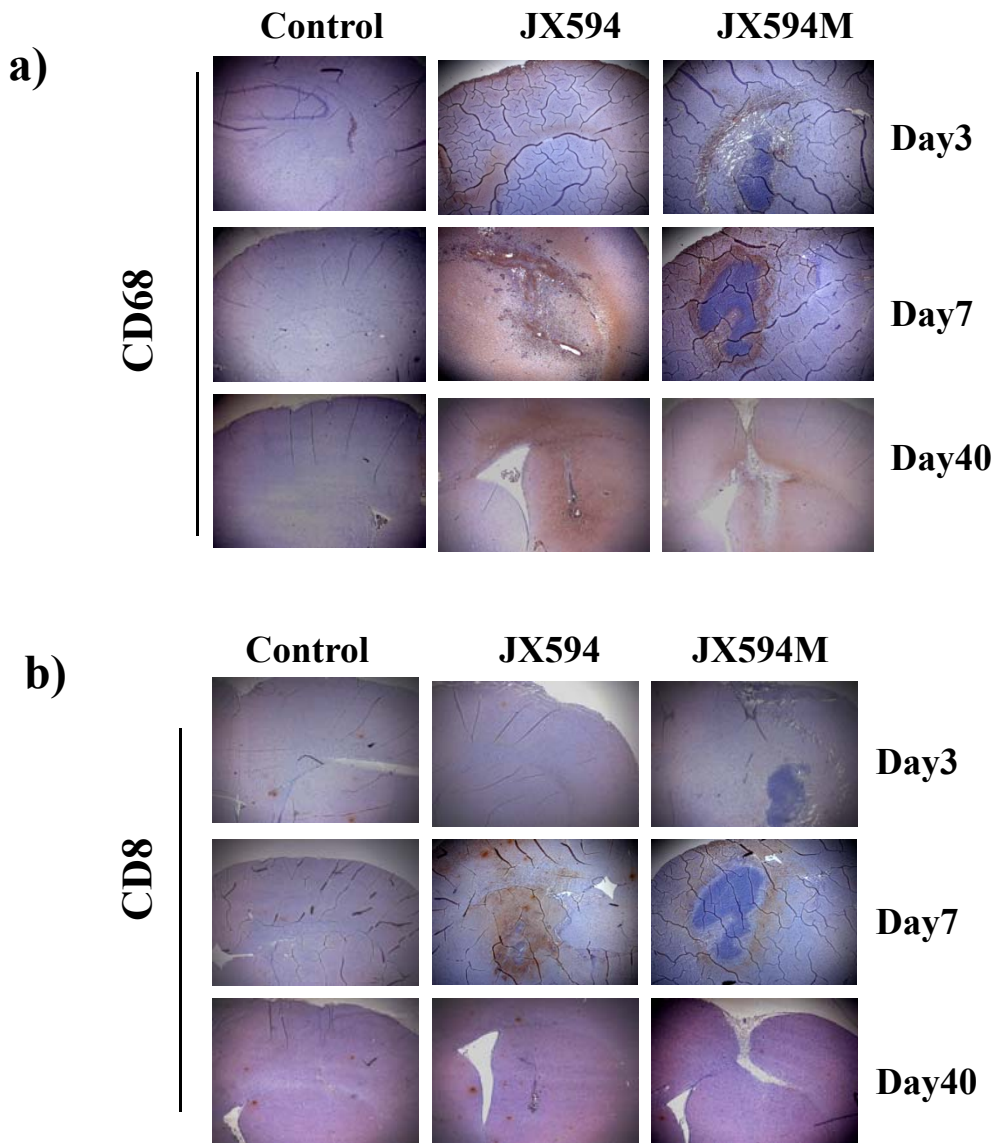 a)
Control JX594 JX594M
CD68
Day3
Day7
Day40
b)
Control JX594 JX594M
CD8
Day3
Day7
Day40